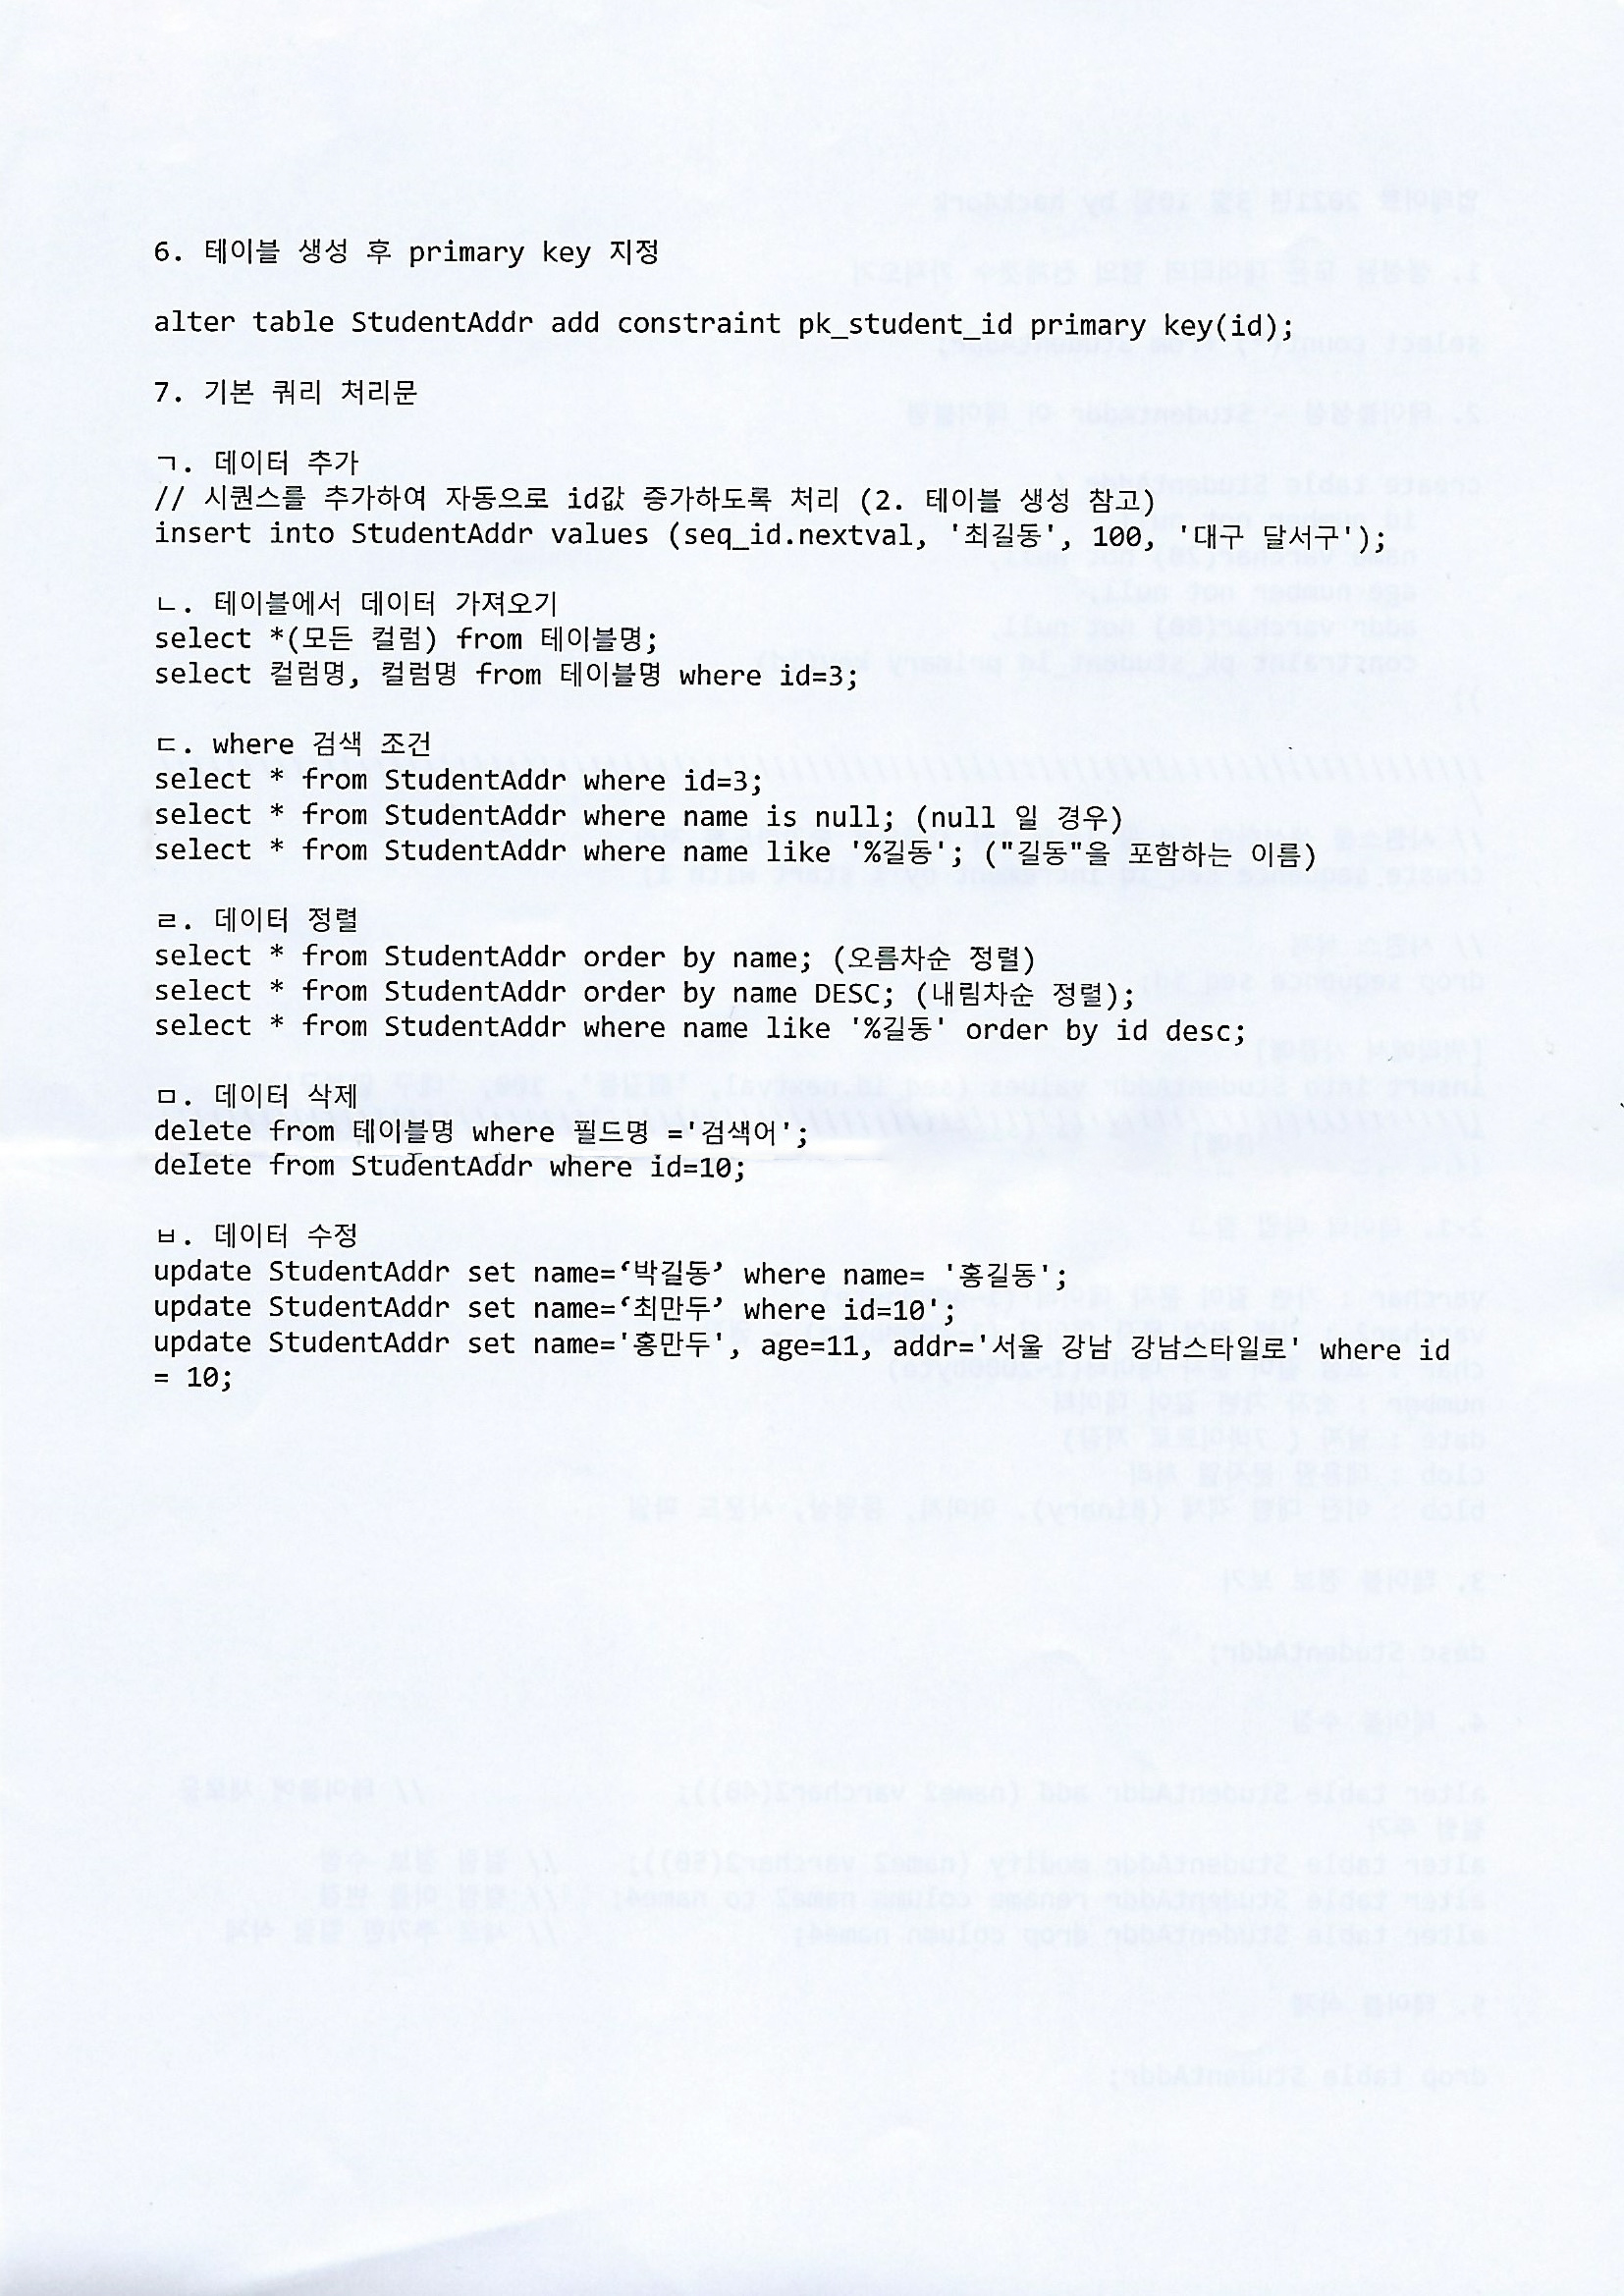 6. 테이블 생성 후 primary key 지정
alter table StudentAddr add constraint pk_student_id primary key(id);
7. 기본 쿼리 처리문
ㄱ. 데이터 추가
// 시퀀스를 추가하여 자동으로 id값 증가하도록 처리 (2. 테이블 생성 참고)
insert into StudentAddr values (seq_id.nextval, '최길동', 100, '대구 달서구');
ㄴ. 테이블에서 데이터 가져오기
select *(모든 컬럼) from 테이블명;
select 컬럼명, 컬럼명 from 테이블명 where id=3;
ㄷ. where 검색 조건
select * from StudentAddr where id=3;
select * from StudentAddr where name is null; (null 일 경우)
select * from StudentAddr where name like '%길동'; ("길동"을 포함하는 이름)
ㄹ. 데이터 정렬
select * from StudentAddr order by name; (오름차순 정렬)
select * from StudentAddr order by name DESC; (내림차순 정렬);
select * from StudentAddr where name like '%길동' order by id desc;
ㅁ. 데이터 삭제
delete from 테이블명 where 필드명 ='검색어';
delete from StudentAddr where id=10;
ㅂ. 데이터 수정
update StudentAddr set name=‘박길동’ where name= '홍길동';
update StudentAddr set name=‘최만두’ where id=10';
update StudentAddr set name='홍만두', age=11, addr='서울 강남 강남스타일로' where id
= 10;